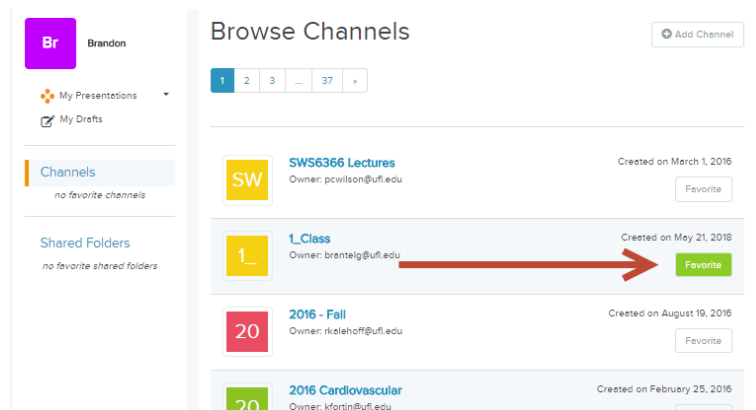 Br
Brandon
My Presentations
My Drafts
Channels
no favorite channels
Shared Folders
no favorite shared folders
Browse Channels
Add Channel
1 2 3 ... 37 »
SW
SWS6366 Lectures
Owner: pcwilson@ufl.edu
Created on March 1, 2016
Favorite
1_
1_Class
Owner: brantelg@ufl.edu
Created on May 21, 2018
Favorite
20
2016 - Fall
Owner: rkalehoff@ufl.edu
Created on August 19, 2016
Favorite
20
2016 Cardiovascular
Owner: kfortin@ufl.edu
Created on February 25, 2016